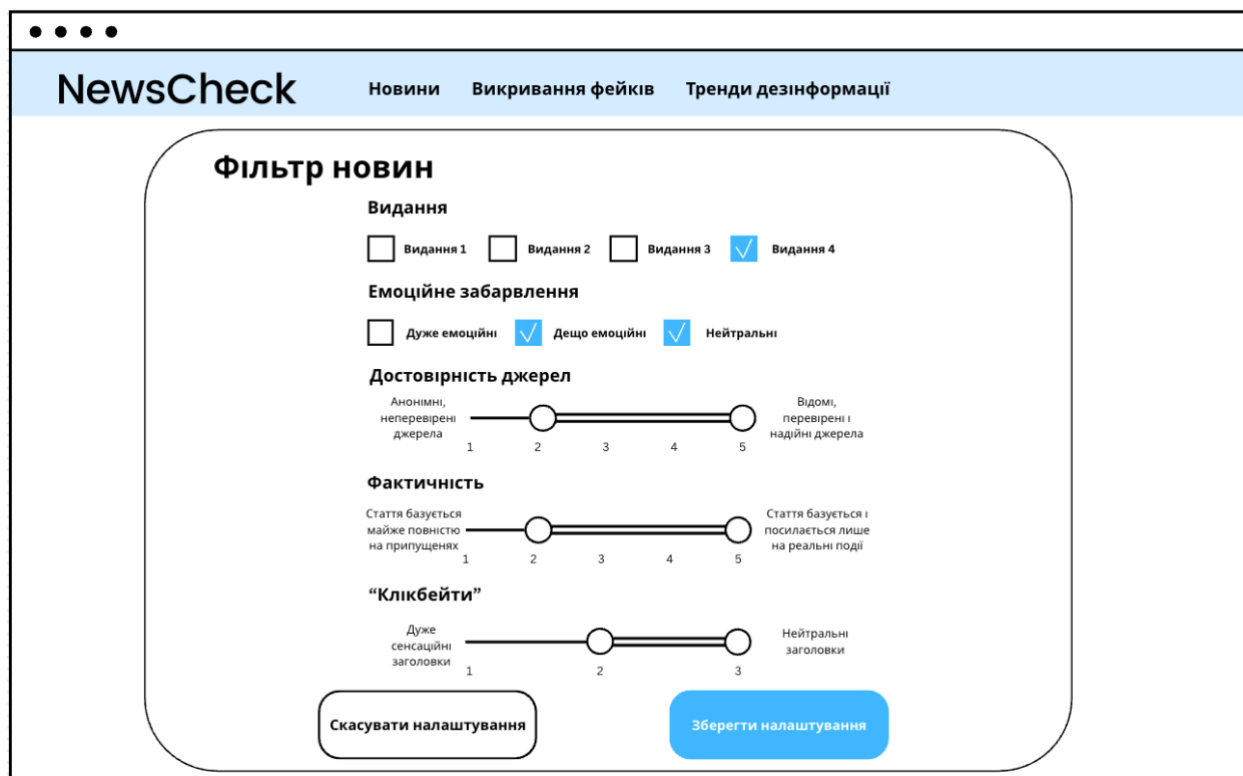 NewsCheck Новини Викривання фейків Тренди дезінформації
Фільтр новин
Видання
Видання 1 Видання 2 Видання 3 Видання 4
Емоційне забарвлення
Дуже емоційні Дещо емоційні Нейтральні
Достовірність джерел
Анонімні,
неперевірені
джерела
1 2 3 4 5
Відомі,
перевірені і
надійні джерела
Фактичність
Стаття базується
майже повністю
на припущенях
1 2 3 4 5
Стаття базується і
посилається лише
на реальні події
“Клікбейти”
Дуже
сенсаційні
заголовки
1 2 3
Нейтральні
заголовки
Скасувати налаштування Зберегти налаштування